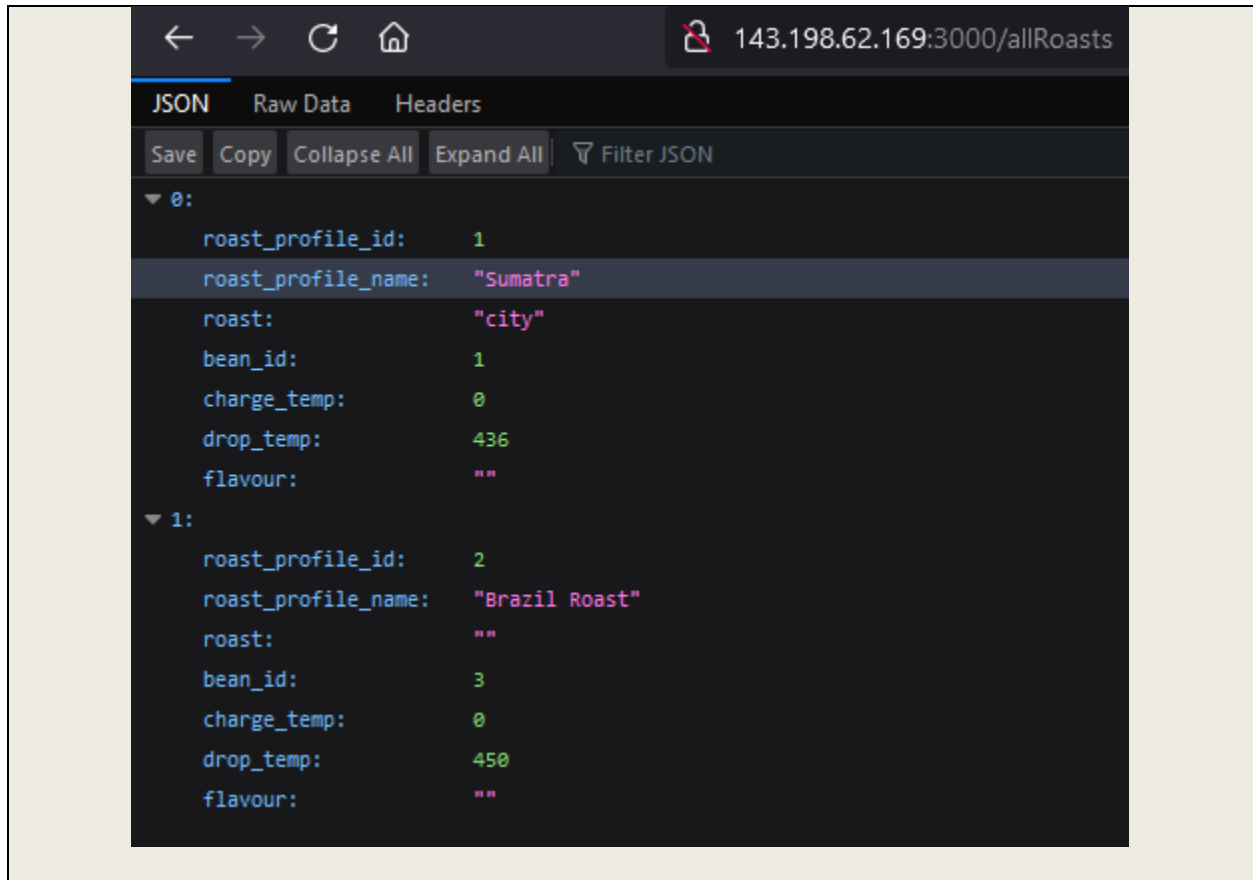 143.198.62.169:3000/allRoasts
JSON Raw Data Headers
Save Copy Collapse All Expand All Filter JSON
0:
roast_profile_id: 1
roast_profile_name: "Sumatra"
roast: "city"
bean_id: 1
charge_temp: 0
drop_temp: 436
flavour: ""
1:
roast_profile_id: 2
roast_profile_name: "Brazil Roast"
roast: ""
bean_id: 3
charge_temp: 0
drop_temp: 450
flavour: ""